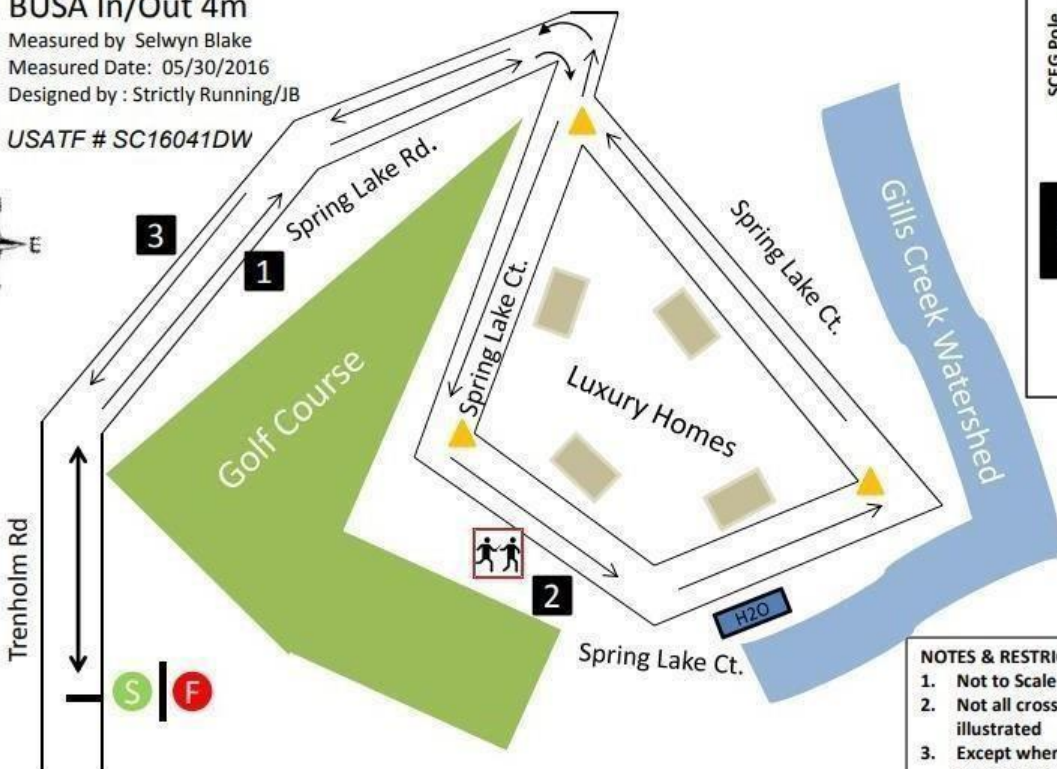 BUSA In/Out 4m
Measured by Selwyn Blake
Measured Date: 05/30/2016
Designed by : Strictly Running/JB
USATF # SC16041DW
SCEG Pole
E
3
1
Spring Lake Rd.
Spring Lake Ct.
Spring Lake Ct.
Gills Creek Watershed
Golf Course
Luxury Homes
Trenholm Rd
2
H2O
Spring Lake Ct.
S
F
NOTES & RESTRI
1. Not to Scale
2. Not all cross
illustrated
3. Except wher